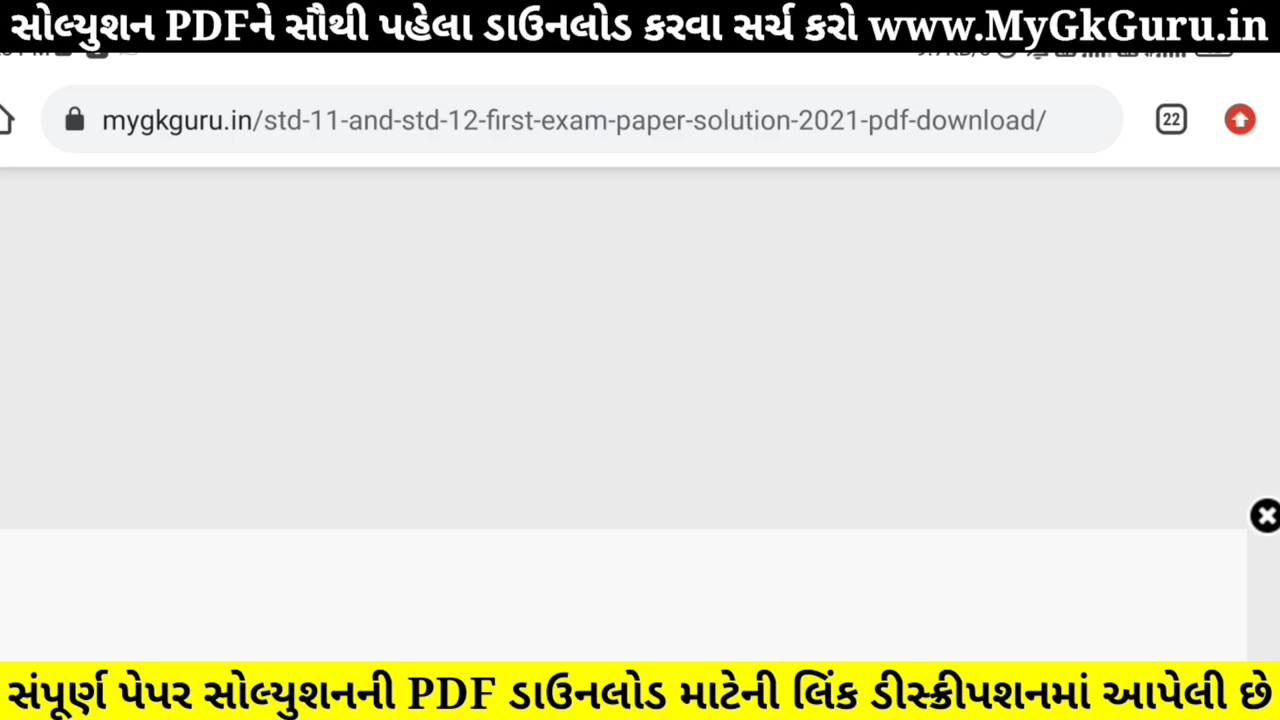 સોલ્યુશન PDFને સૌથી પહેલા ડાઉનલોડ કરવા સર્ચ કરો www.MyGkGuru.in
mygkguru.in/std-11-and-std-12-first-exam-paper-solution-2021-pdf-download/
22
સંપૂર્ણ પેપર સોલ્યુશનની PDF ડાઉનલોડ માટેની લિંક ડીસ્ક્રીપશનમાં આપેલી છે